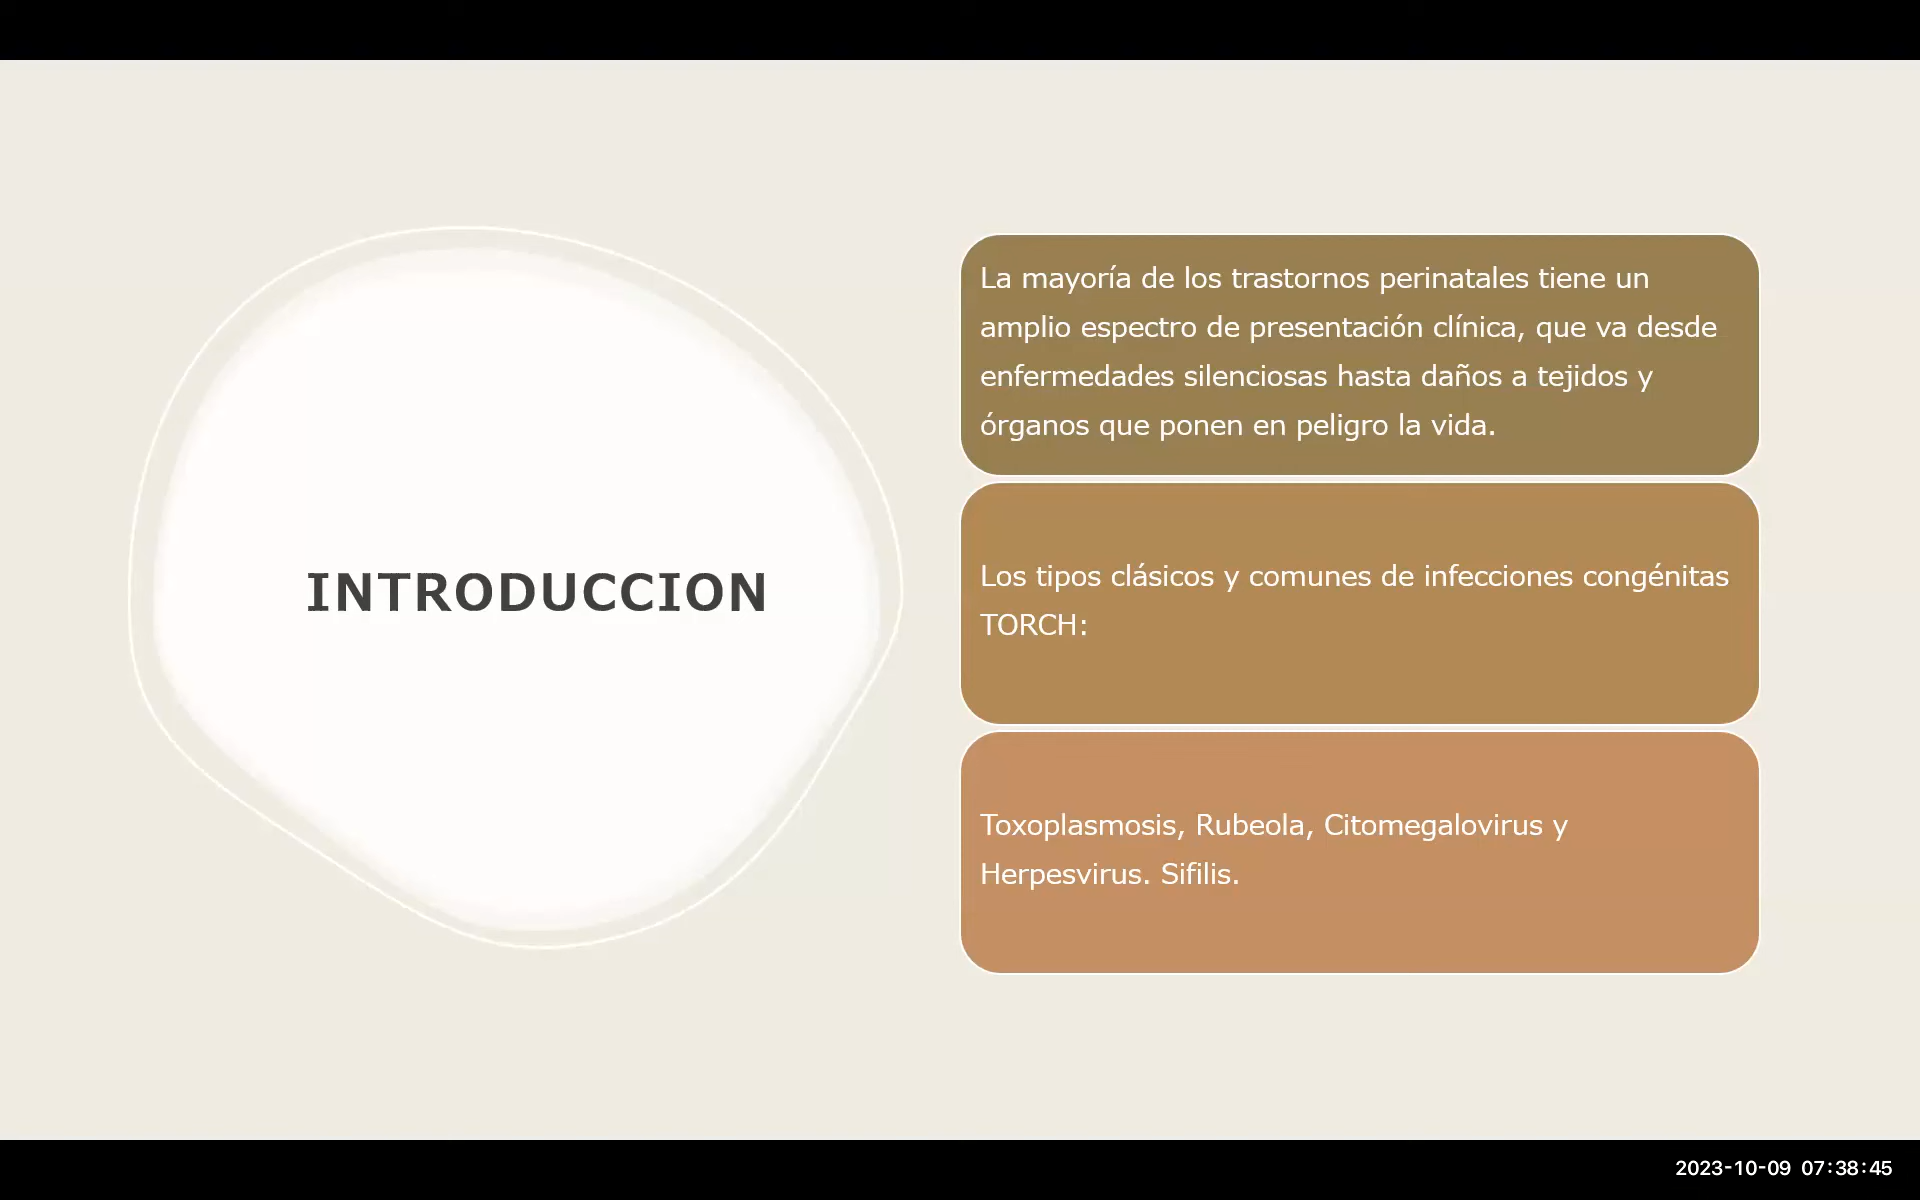 INTRODUCCION
La mayoría de los trastornos perinatales tiene un
amplio espectro de presentación clínica, que va desde
enfermedades silenciosas hasta daños a tejidos y
órganos que ponen en peligro la vida.
Los tipos clásicos y comunes de infecciones congénitas
TORCH:
Toxoplasmosis, Rubeola, Citomegalovirus y
Herpesvirus. Sifilis.
2023-10-09 07:38:45